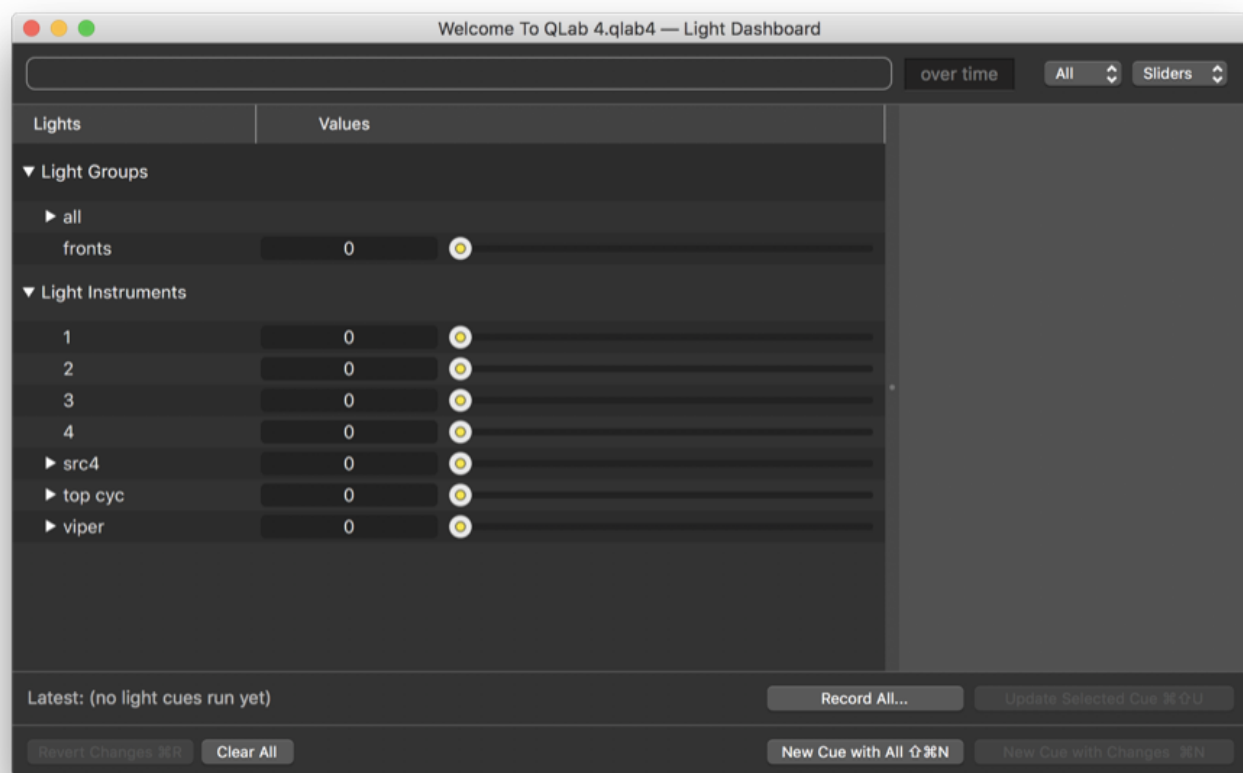 Welcome To QLab 4.qlab4 — Light Dashboard
over time All Sliders
Lights Values
Light Groups
all
fronts 0
Light Instruments
1 0
2 0
3 0
4 0
src4 0
top cyc 0
viper 0
Latest: (no light cues run yet) Record All... Update Selected Cue ⌘⇧U
Revert Changes ⌘R Clear All New Cue with All ⇧⌘N New Cue with Changes ⌘N